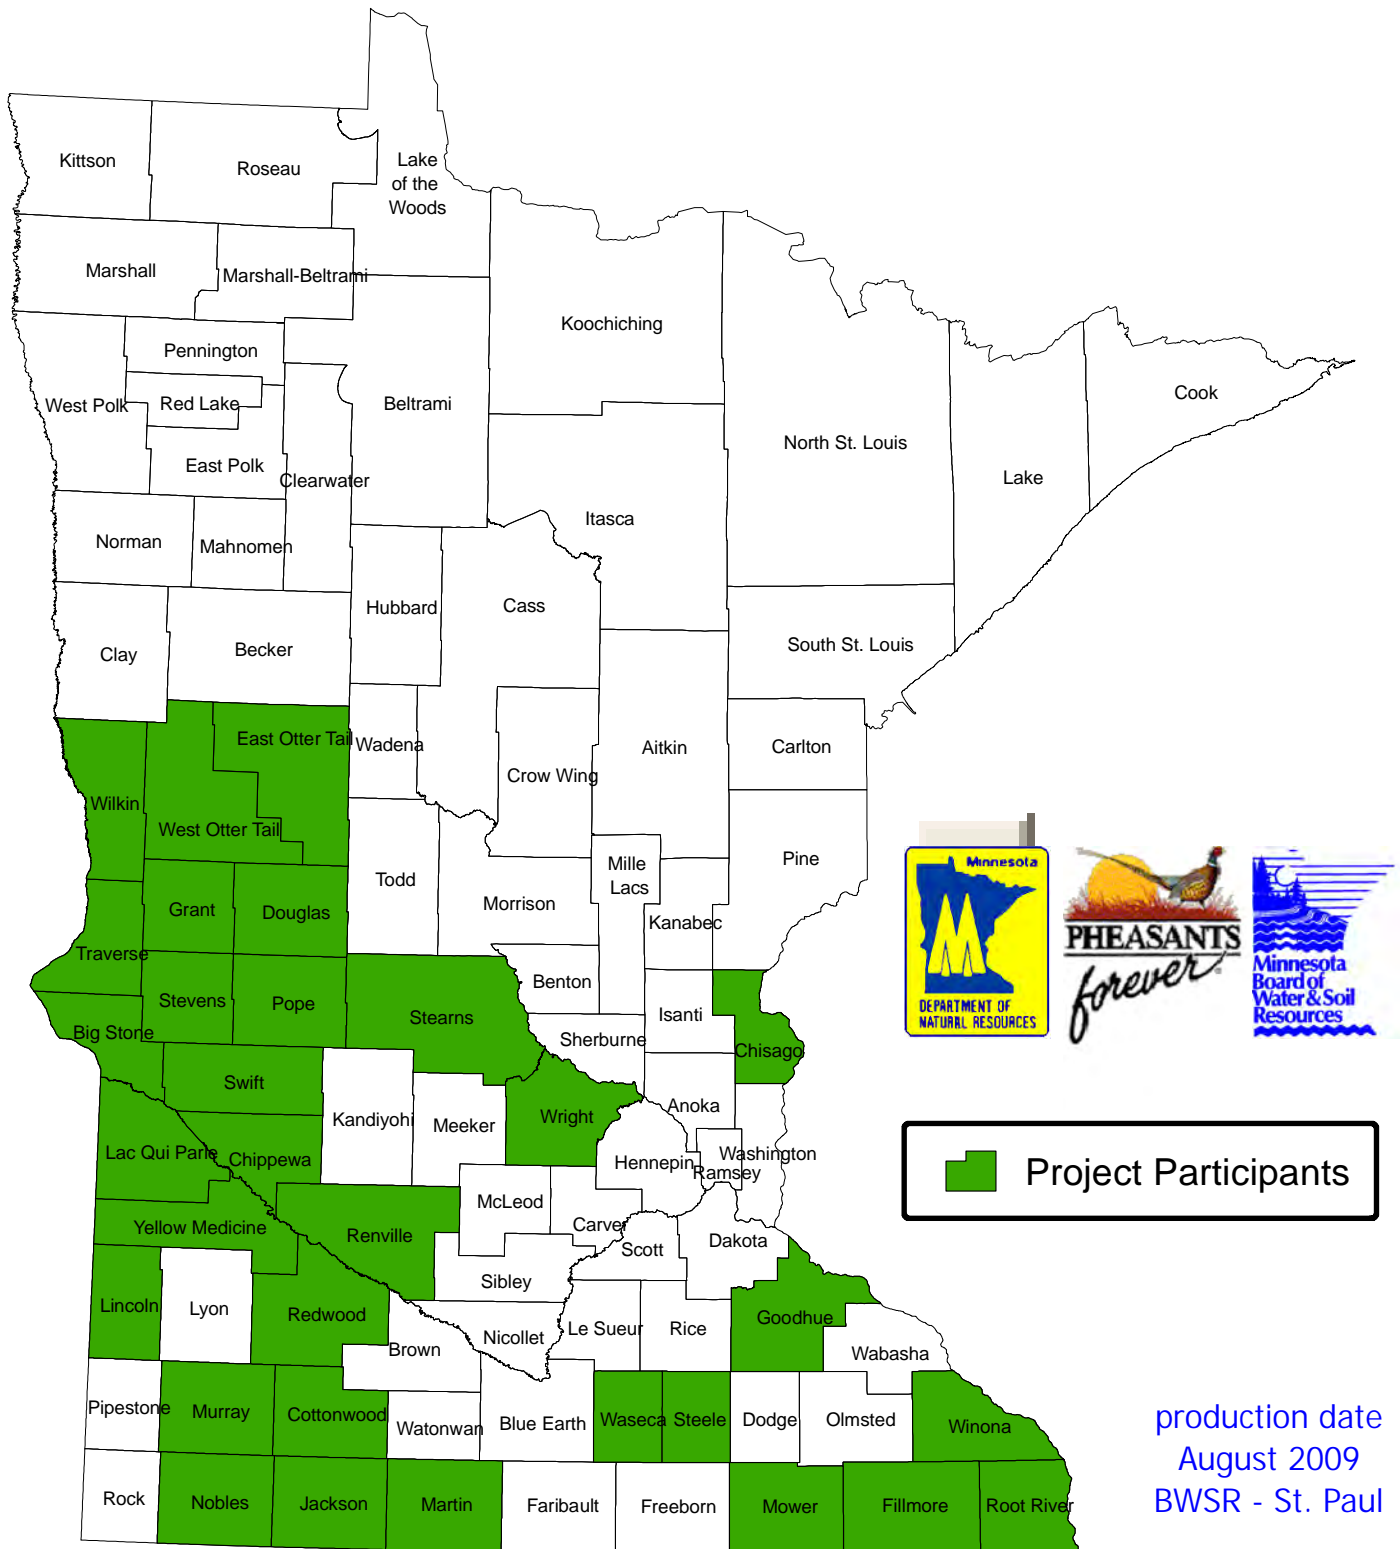 Kittson
Roseau
Lake
of the
Woods
Marshall
Marshall-Beltrami
Koochiching
Pennington
West Polk
Red Lake
Beltrami
Cook
North St. Louis
East Polk
Clearwater
Lake
Itasca
Norman
Mahnomen
Hubbard
Cass
South St. Louis
Clay
Becker
East Otter Tail
Wadena
Aitkin
Carlton
Crow Wing
Wilkin
West Otter Tail
Pine
Mille
Lacs
Todd
Morrison
Grant
Douglas
Kanabec
Traverse
Benton
Stevens
Pope
Stearns
Isanti
Big Stone
Sherburne
Chisago
Swift
Kandiyohi
Meeker
Wright
Anoka
Lac Qui Parle
Chippewa
Hennepin
Washington
Ramsey
McLeod
Carver
Yellow Medicine
Renville
Scott
Dakota
Sibley
Lincoln
Lyon
Redwood
Nicollet
Le Sueur
Rice
Goodhue
Brown
Wabasha
Pipestone
Murray
Cottonwood
Watonwan
Blue Earth
Waseca
Steele
Dodge
Olmsted
Winona
Rock
Nobles
Jackson
Martin
Faribault
Freeborn
Mower
Fillmore
Root River
Minnesota
DEPARTMENT OF
NATURAL RESOURCES
PHEASANTS
forever
Minnesota
Board of
Water & Soil
Resources
Project Participants
production date
August 2009
BWSR - St. Paul